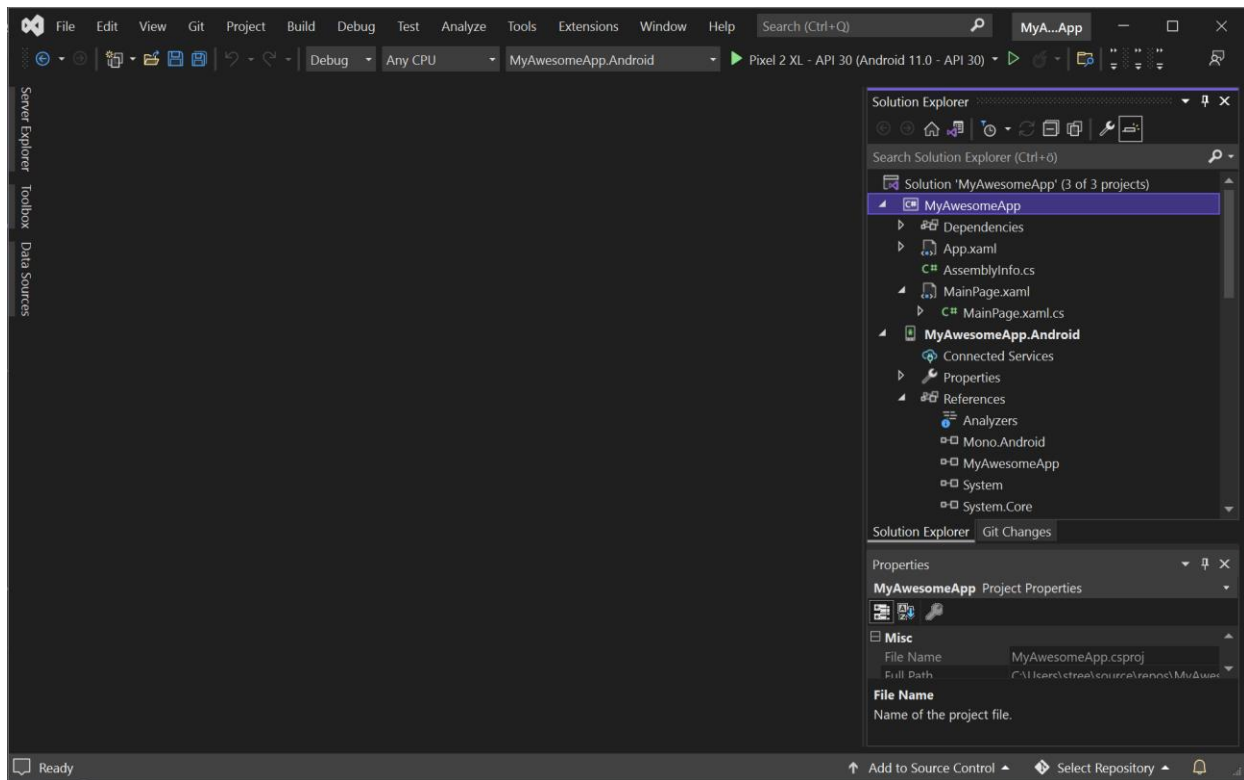 File Edit View Git Project Build Debug Test Analyze Tools Extensions Window Help Search (Ctrl+Q) MyA...App
Debug Any CPU MyAwesomeApp.Android Pixel 2 XL - API 30 (Android 11.0 - API 30)
Server Explorer
Toolbox
Data Sources
Solution Explorer
Search Solution Explorer (Ctrl+ö)
Solution 'MyAwesomeApp' (3 of 3 projects)
C# MyAwesomeApp
Dependencies
App.xaml
C# AssemblyInfo.cs
MainPage.xaml
C# MainPage.xaml.cs
MyAwesomeApp.Android
Connected Services
Properties
References
Analyzers
Mono.Android
MyAwesomeApp
System
System.Core
Solution Explorer Git Changes
Properties
MyAwesomeApp Project Properties
Misc
File Name MyAwesomeApp.csproj
Full Path C:\Users\stree\source\repos\MyAwes
File Name
Name of the project file.
Ready Add to Source Control Select Repository